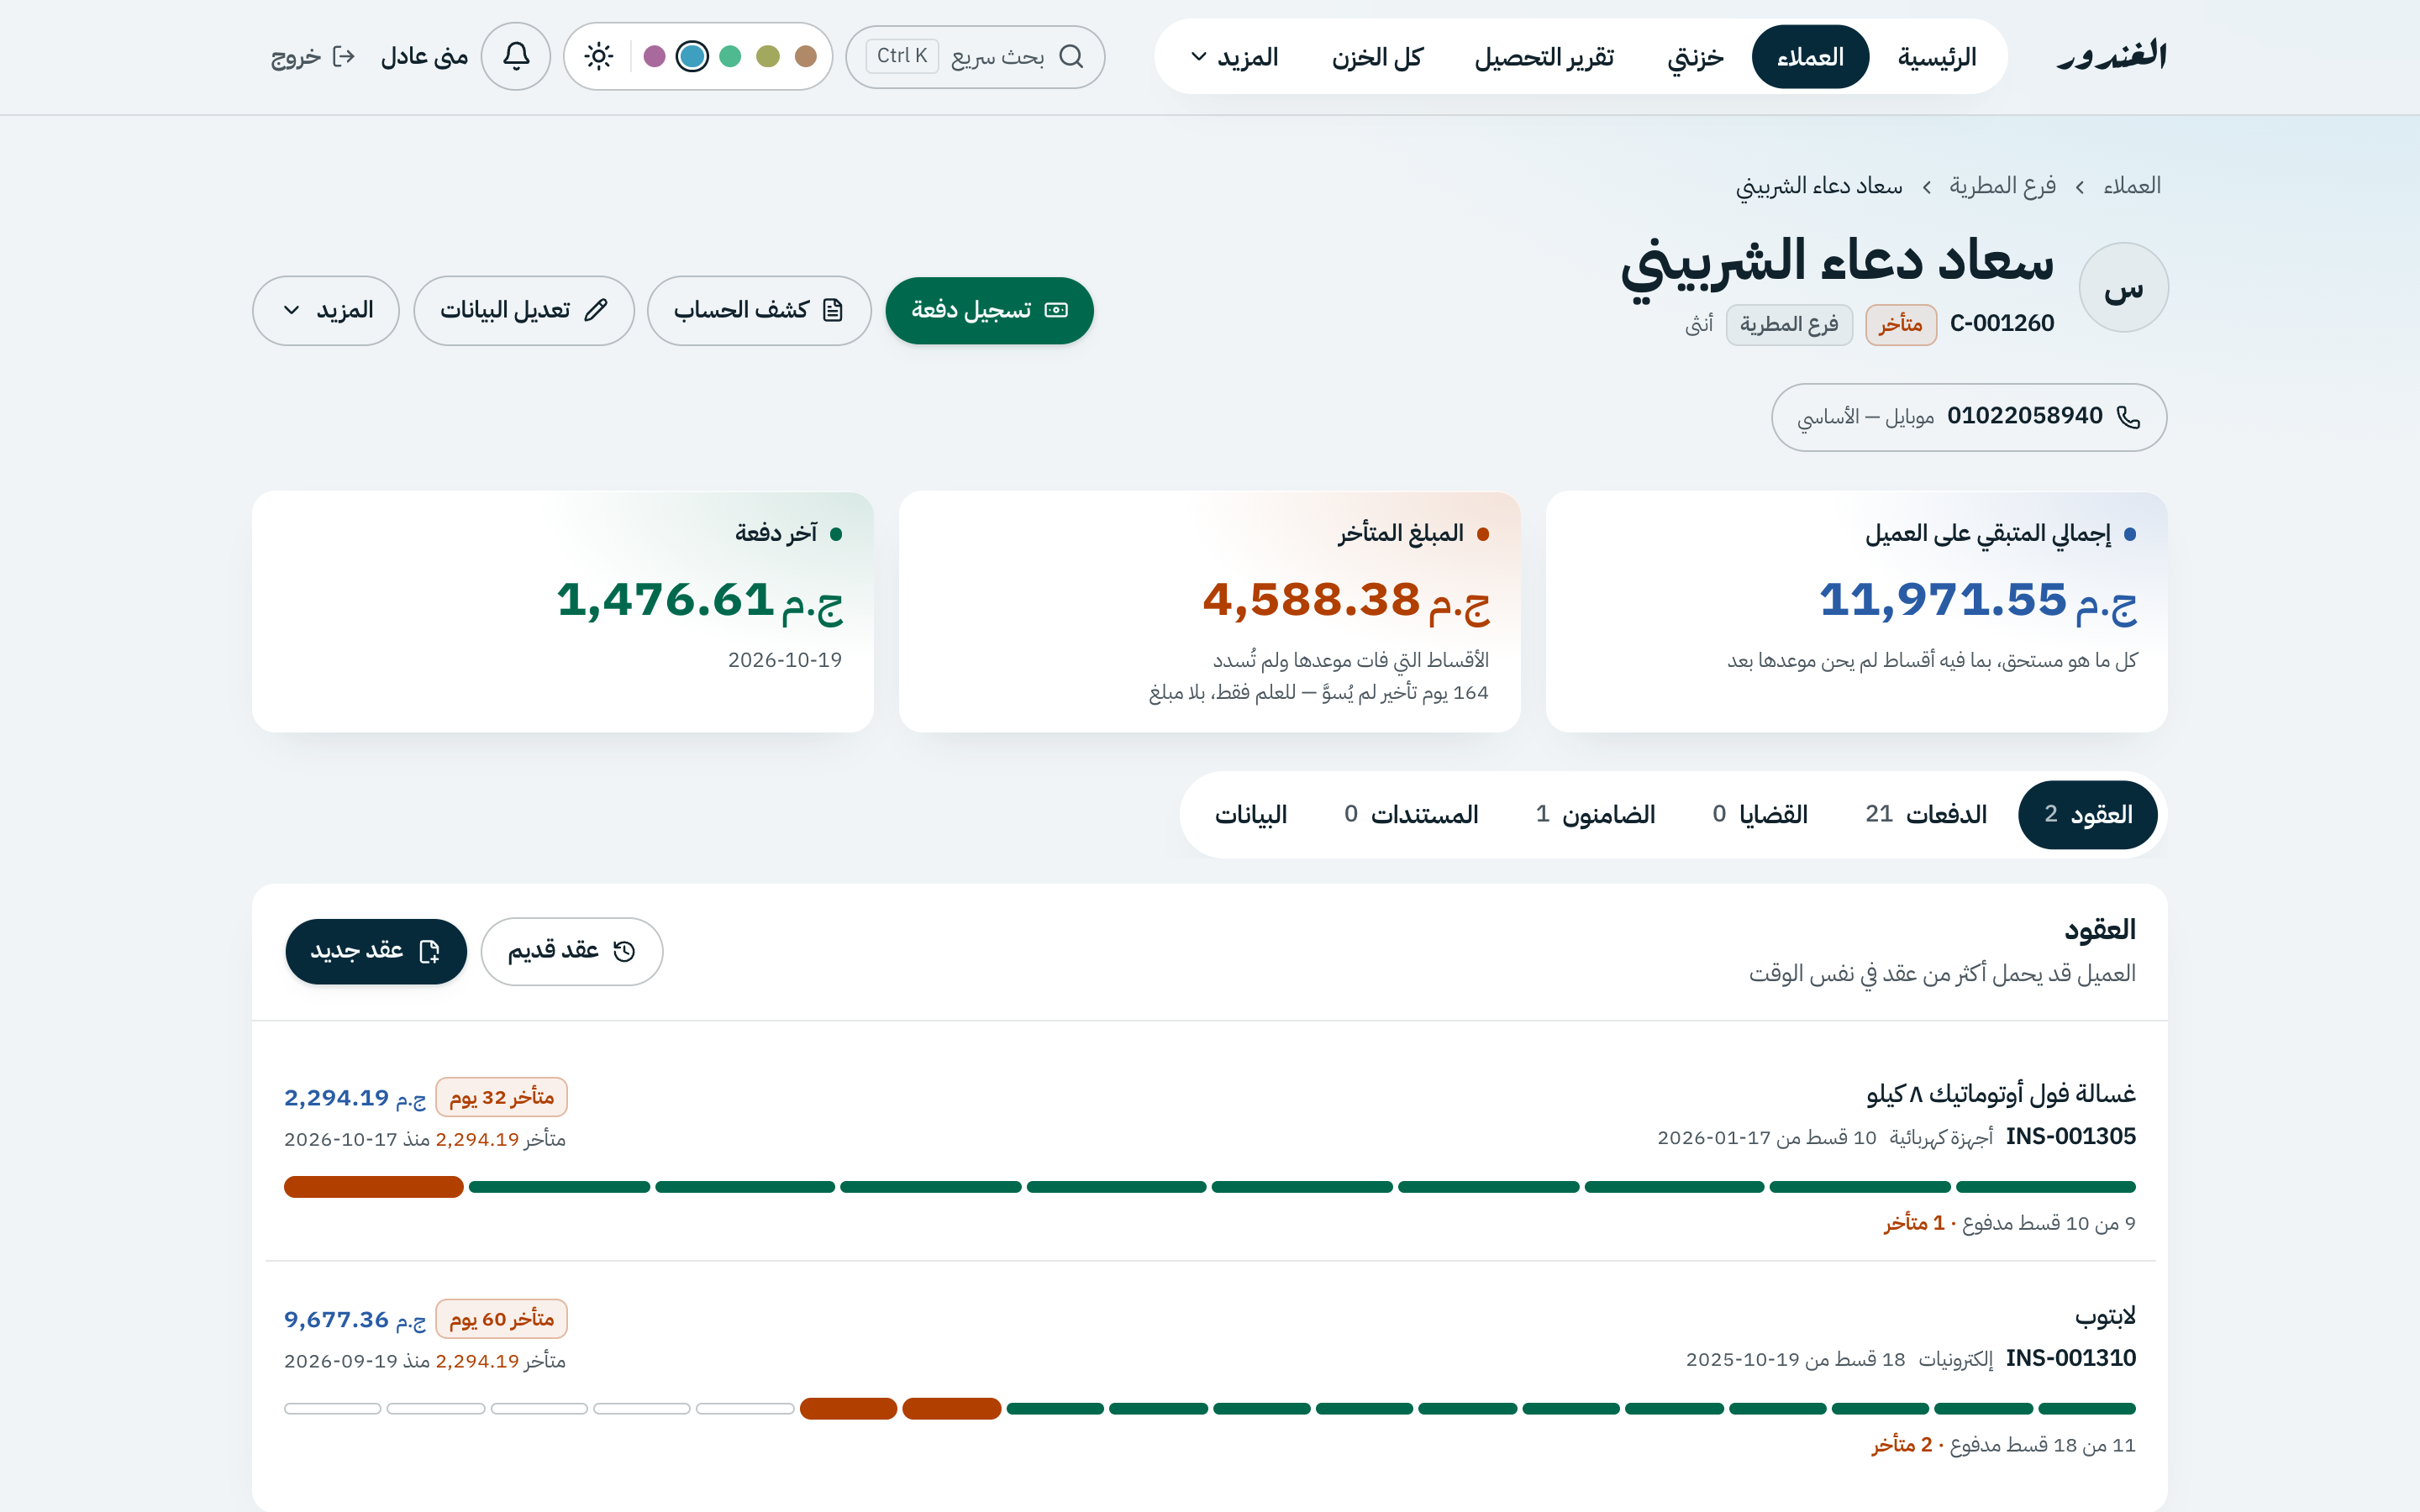 الغندور
الرئيسية العملاء خزنتي تقرير التحصيل كل الخزن المزيد
بحث سريع Ctrl K
منى عادل خروج
العملاء › فرع المطرية › سعاد دعاء الشربيني
س
سعاد دعاء الشربيني
C-001260 متأخر فرع المطرية أنثى
تسجيل دفعة كشف الحساب تعديل البيانات المزيد
01022058940 موبايل — الأساسي
إجمالي المتبقي على العميل
ج.م 11,971.55
كل ما هو مستحق، بما فيه أقساط لم يحن موعدها بعد
المبلغ المتأخر
ج.م 4,588.38
الأقساط التي فات موعدها ولم تُسدد
164 يوم تأخير لم يُسوَّ — للعلم فقط، بلا مبلغ
آخر دفعة
ج.م 1,476.61
2026-10-19
العقود 2 الدفعات 21 القضايا 0 الضامنون 1 المستندات 0 البيانات
العقود
العميل قد يحمل أكثر من عقد في نفس الوقت
عقد قديم عقد جديد
غسالة فول أوتوماتيك ٨ كيلو
INS-001305 أجهزة كهربائية 10 قسط من 2026-01-17
متأخر 32 يوم ج.م 2,294.19
متأخر 2,294.19 منذ 2026-10-17
9 من 10 قسط مدفوع · 1 متأخر
لابتوب
INS-001310 إلكترونيات 18 قسط من 2025-10-19
متأخر 60 يوم ج.م 9,677.36
متأخر 2,294.19 منذ 2026-09-19
11 من 18 قسط مدفوع · 2 متأخر